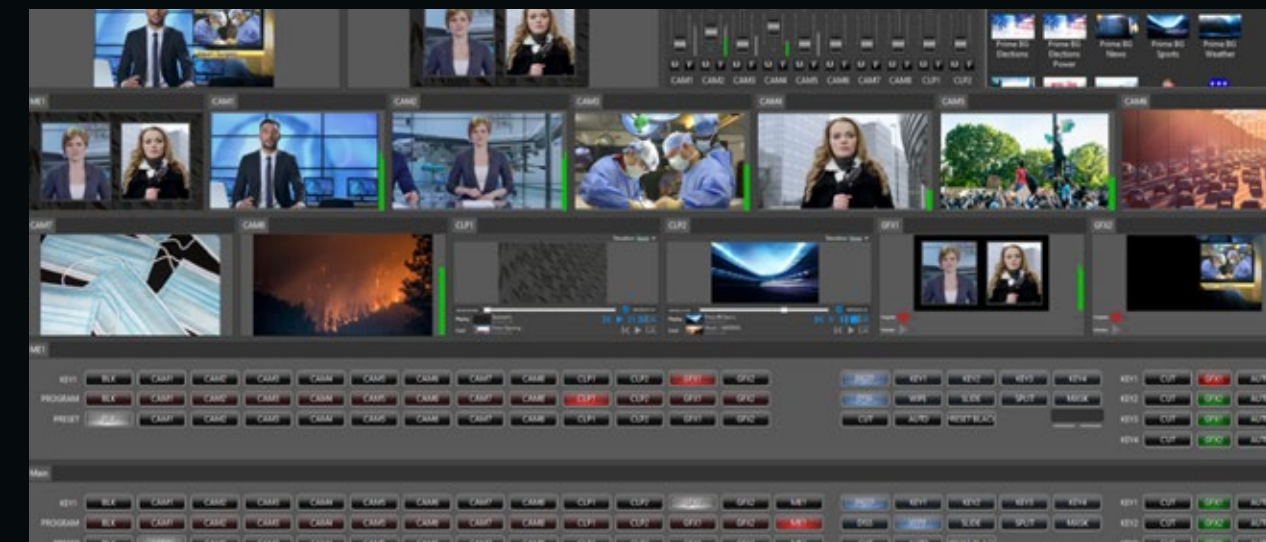 CAM1 CAM2 CAM3 CAM4 CAM5 CAM6 CAM7 CAM8 CLP1 CLP2
Prime BG Elections
Prime BG Elections Power
Prime BG News
Prime BG Sports
Prime BG Weather
ME1 CAM1 CAM2 CAM3 CAM4 CAM5 CAM6
CAM7 CAM8 CLP1 CLP2 GFX1 GFX2
ME1
KEY1 BLK CAM1 CAM2 CAM3 CAM4 CAM5 CAM6 CAM7 CAM8 CLP1 CLP2 GFX1 GFX2 KEY1 KEY2 KEY3 KEY4 KEY1 CUT GFX1
PROGRAM BLK CAM1 CAM2 CAM3 CAM4 CAM5 CAM6 CAM7 CAM8 CLP1 CLP2 GFX1 GFX2 DISS WIPE SLIDE SPLIT MASK KEY2 CUT GFX2
PRESET CAM1 CAM2 CAM3 CAM4 CAM5 CAM6 CAM7 CAM8 CLP1 CLP2 GFX1 GFX2 CUT AUTO PRESET BLACK KEY3 CUT GFX1
KEY4 CUT GFX2
Main
KEY1 BLK CAM1 CAM2 CAM3 CAM4 CAM5 CAM6 CAM7 CAM8 CLP1 CLP2 GFX2 ME1 KEY1 KEY2 KEY3 KEY4 KEY1 CUT GFX1
PROGRAM BLK CAM1 CAM2 CAM3 CAM4 CAM5 CAM6 CAM7 CAM8 CLP1 CLP2 GFX1 GFX2 ME1 DISS WIPE SLIDE SPLIT MASK KEY2 CUT GFX2